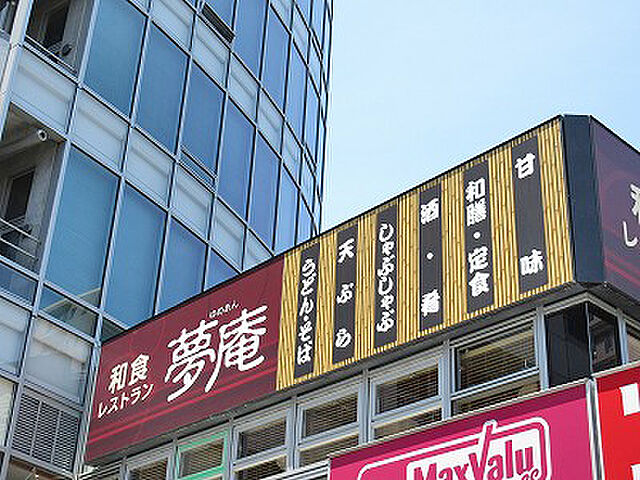 和食
レストラン
ゆめあん
夢庵
うどん・そば
天ぷら
しゃぶしゃぶ
酒・肴
和膳・定食
甘味
MaxValu